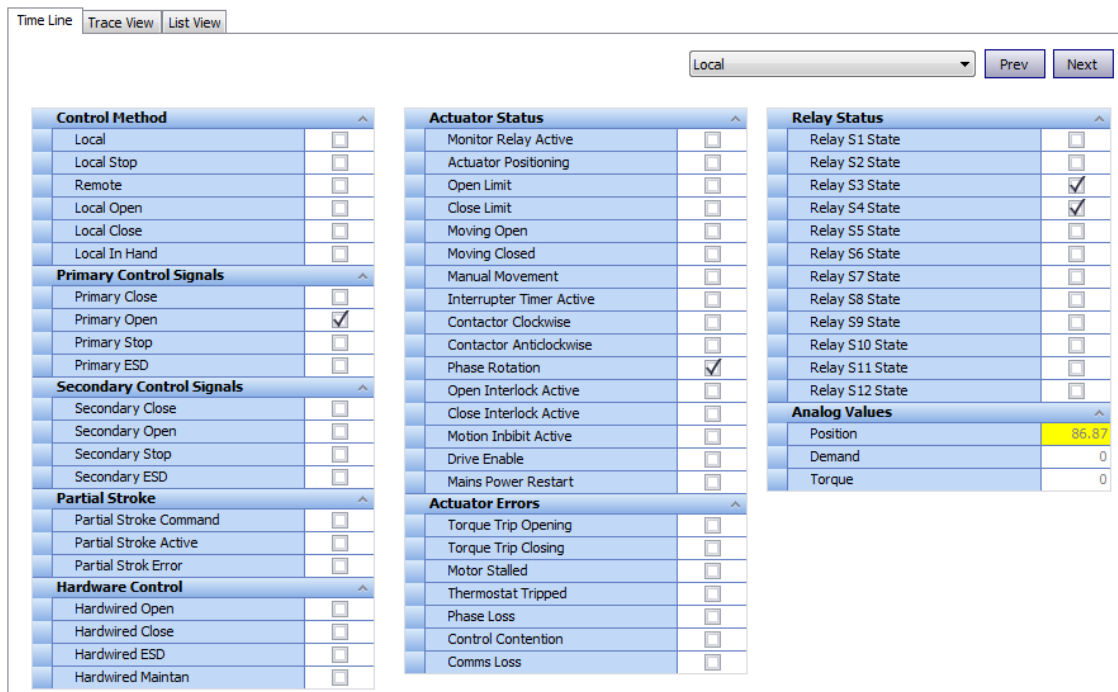 Time Line
Trace View
List View
Local
Prev
Next
Control Method
Local
Local Stop
Remote
Local Open
Local Close
Local In Hand
Primary Control Signals
Primary Close
Primary Open
Primary Stop
Primary ESD
Secondary Control Signals
Secondary Close
Secondary Open
Secondary Stop
Secondary ESD
Partial Stroke
Partial Stroke Command
Partial Stroke Active
Partial Strok Error
Hardware Control
Hardwired Open
Hardwired Close
Hardwired ESD
Hardwired Maintan
Actuator Status
Monitor Relay Active
Actuator Positioning
Open Limit
Close Limit
Moving Open
Moving Closed
Manual Movement
Interrupter Timer Active
Contactor Clockwise
Contactor Anticlockwise
Phase Rotation
Open Interlock Active
Close Interlock Active
Motion Inbibit Active
Drive Enable
Mains Power Restart
Actuator Errors
Torque Trip Opening
Torque Trip Closing
Motor Stalled
Thermostat Tripped
Phase Loss
Control Contention
Comms Loss
Relay Status
Relay S1 State
Relay S2 State
Relay S3 State
Relay S4 State
Relay S5 State
Relay S6 State
Relay S7 State
Relay S8 State
Relay S9 State
Relay S10 State
Relay S11 State
Relay S12 State
Analog Values
Position 86.87
Demand 0
Torque 0